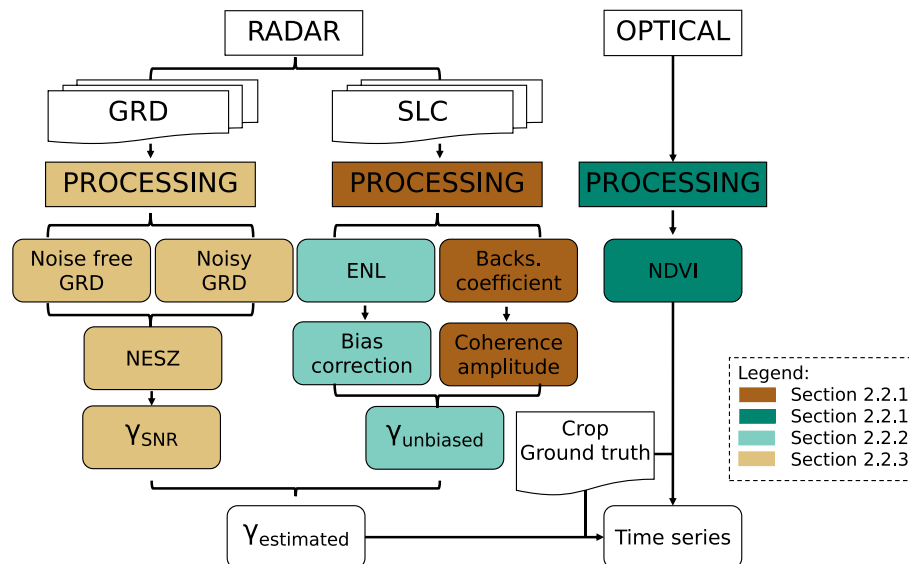 RADAR
OPTICAL
GRD
SLC
PROCESSING
PROCESSING
PROCESSING
Noise free
GRD
Noisy
GRD
ENL
Backs.
coefficient
NDVI
NESZ
Bias
correction
Coherence
amplitude
Legend:
Section 2.2.1
Section 2.2.1
Section 2.2.2
Section 2.2.3
γSNR
γunbiased
Crop
Ground truth
γestimated
Time series